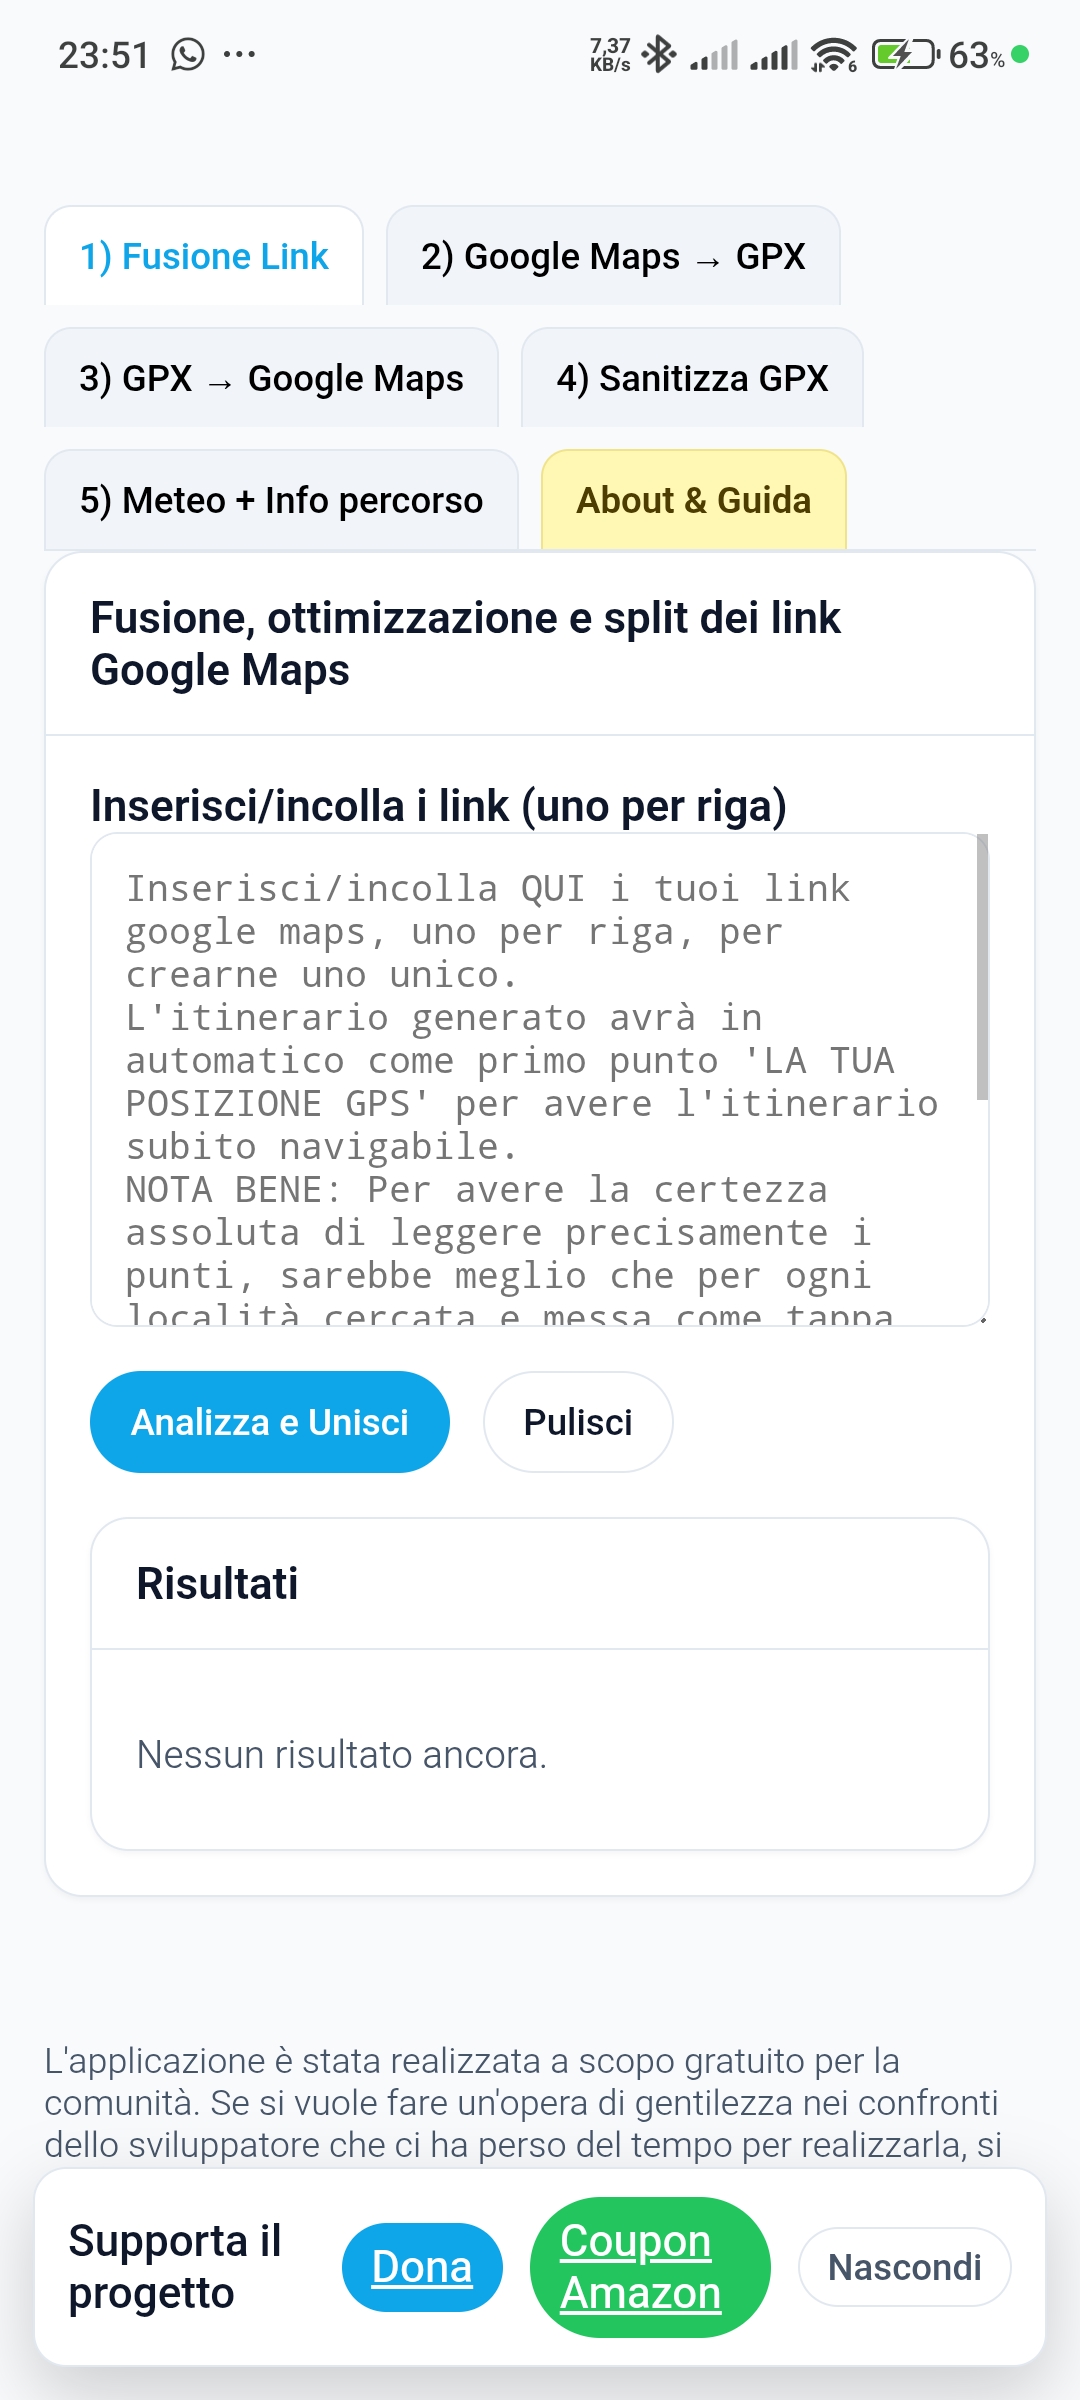 23:51
7,37 KB/s
6
63%
1) Fusione Link
2) Google Maps → GPX
3) GPX → Google Maps
4) Sanitizza GPX
5) Meteo + Info percorso
About & Guida
Fusione, ottimizzazione e split dei link
Google Maps
Inserisci/incolla i link (uno per riga)
Inserisci/incolla QUI i tuoi link
google maps, uno per riga, per
crearne uno unico.
L'itinerario generato avrà in
automatico come primo punto 'LA TUA
POSIZIONE GPS' per avere l'itinerario
subito navigabile.
NOTA BENE: Per avere la certezza
assoluta di leggere precisamente i
punti, sarebbe meglio che per ogni
località cercata e messa come tappa
Analizza e Unisci
Pulisci
Risultati
Nessun risultato ancora.
L'applicazione è stata realizzata a scopo gratuito per la
comunità. Se si vuole fare un'opera di gentilezza nei confronti
dello sviluppatore che ci ha perso del tempo per realizzarla, si
Supporta il
progetto
Dona
Coupon
Amazon
Nascondi